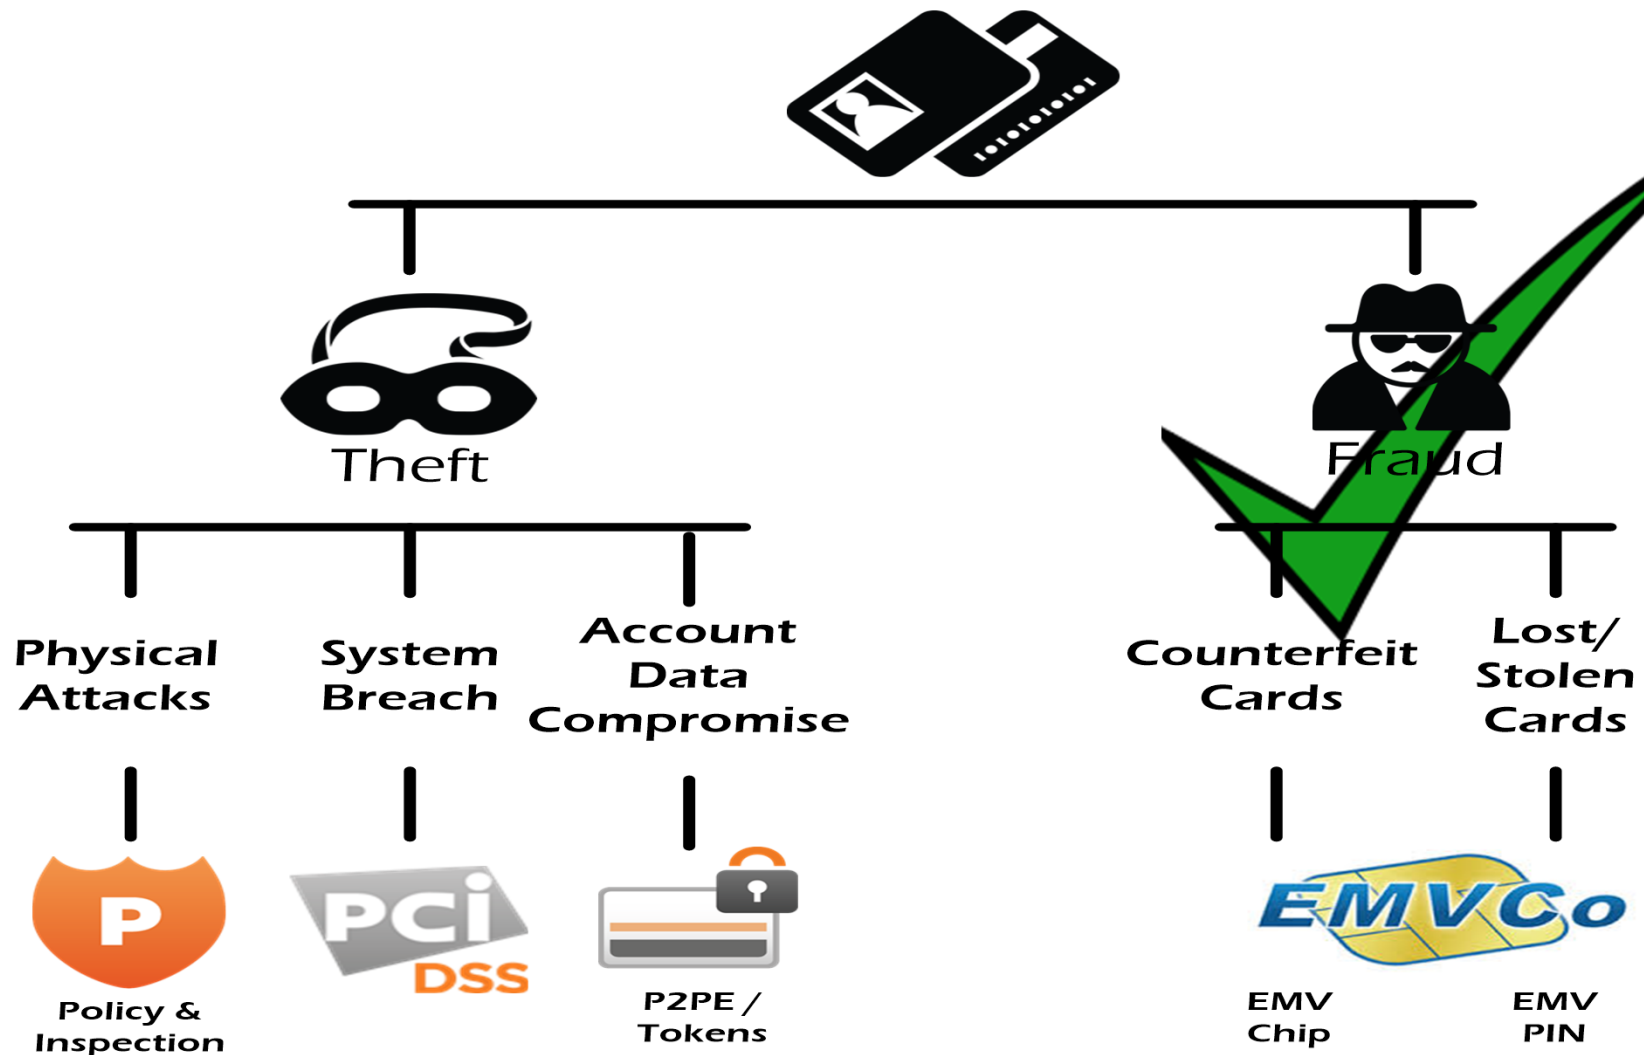 Theft
Fraud
Physical
Attacks
System
Breach
Account
Data
Compromise
Counterfeit
Cards
Lost/
Stolen
Cards
P
Policy &
Inspection
PCi
DSS
P2PE /
Tokens
EMVCo
EMV
Chip
EMV
PIN